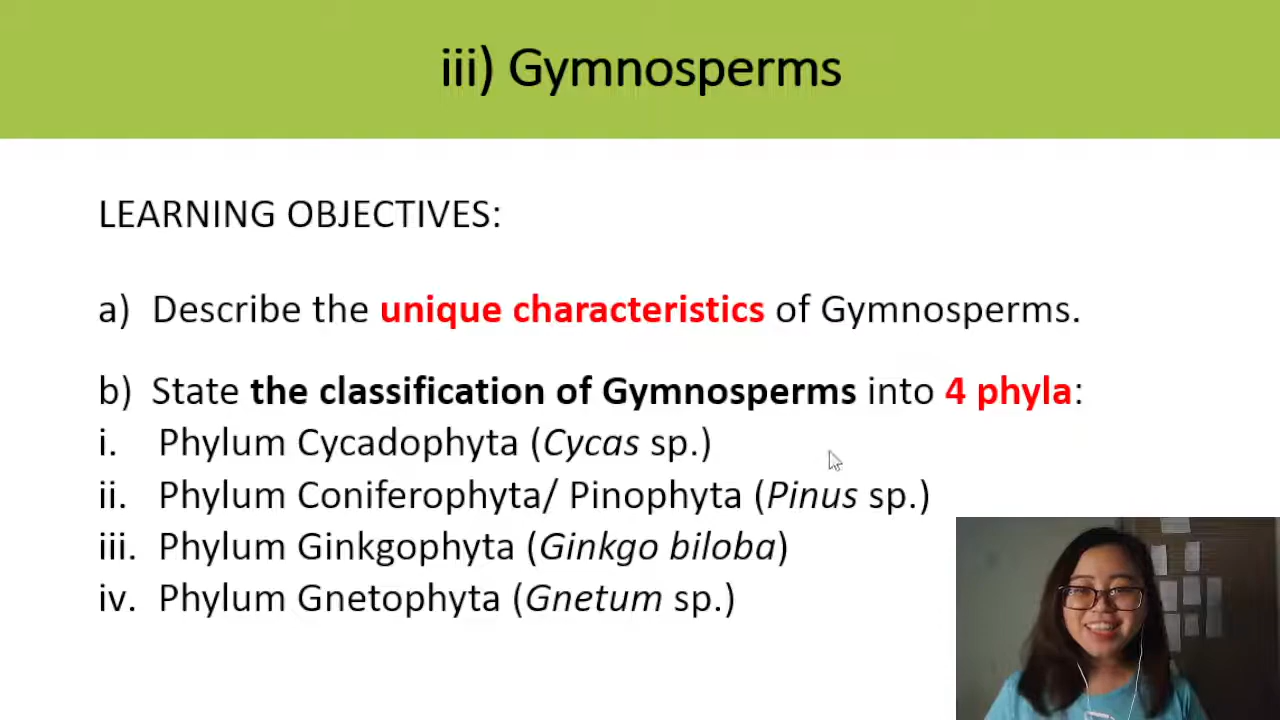 iii) Gymnosperms
LEARNING OBJECTIVES:
a) Describe the unique characteristics of Gymnosperms.
b) State the classification of Gymnosperms into 4 phyla:
i. Phylum Cycadophyta (Cycas sp.)
ii. Phylum Coniferophyta/ Pinophyta (Pinus sp.)
iii. Phylum Ginkgophyta (Ginkgo biloba)
iv. Phylum Gnetophyta (Gnetum sp.)